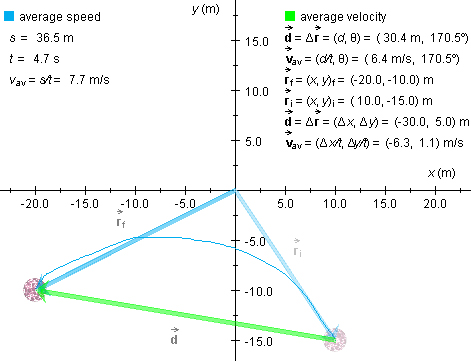 average speed
s = 36.5 m
t = 4.7 s
vav = s/t = 7.7 m/s
y (m)
average velocity
d = Δr = (d, θ) = ( 30.4 m, 170.5º)
vav = (d/t, θ) = ( 6.4 m/s, 170.5º)
rf = (x, y)f = (-20.0, -10.0) m
ri = (x, y)i = ( 10.0, -15.0) m
d = Δr = (Δx, Δy) = (-30.0, 5.0) m
vav = (Δx/t, Δy/t) = (-6.3, 1.1) m/s
15.0
10.0
5.0
x (m)
-20.0 -15.0 -10.0 -5.0 5.0 10.0 15.0 20.0
rf
ri
-5.0
-10.0
-15.0
d